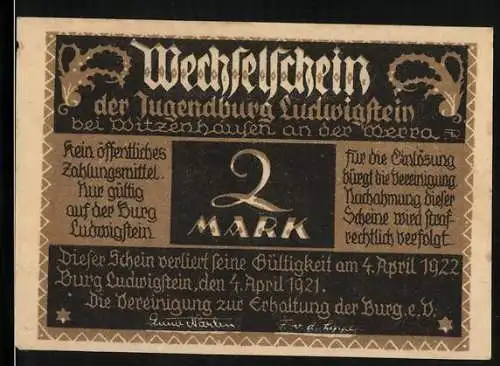 Wechselschein
der Jugendburg Ludwigstein
bei Witzenhausen an der Werra.
Kein öffentliches
Zahlungsmittel.
Nur gültig
auf der Burg
Ludwigstein
2
MARK
Für die Einlösung
bürgt die Vereinigung
Nachahmung dieser
Scheine wird straf-
rechtlich verfolgt.
Dieser Schein verliert seine Gültigkeit am 4. April 1922
Burg Ludwigstein, den 4. April 1921.
Die Vereinigung zur Erhaltung der Burg. e.V.